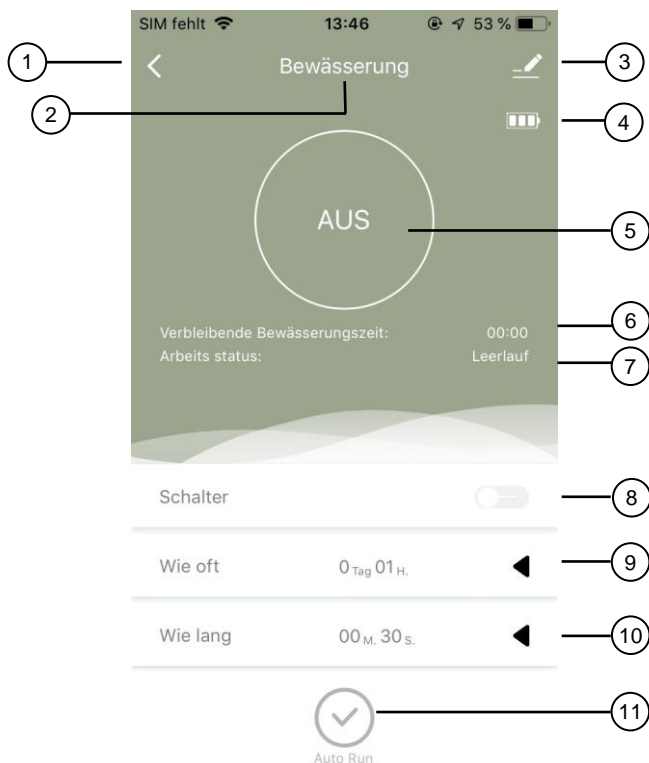 SIM fehlt 13:46 53 %
1 Bewässerung 3
2
4
AUS
5
Verbleibende Bewässerungszeit: 00:00 6
Arbeits status: Leerlauf 7
Schalter 8
Wie oft 0 Tag 01 H. 9
Wie lang 00 M. 30 S. 10
11
Auto Run